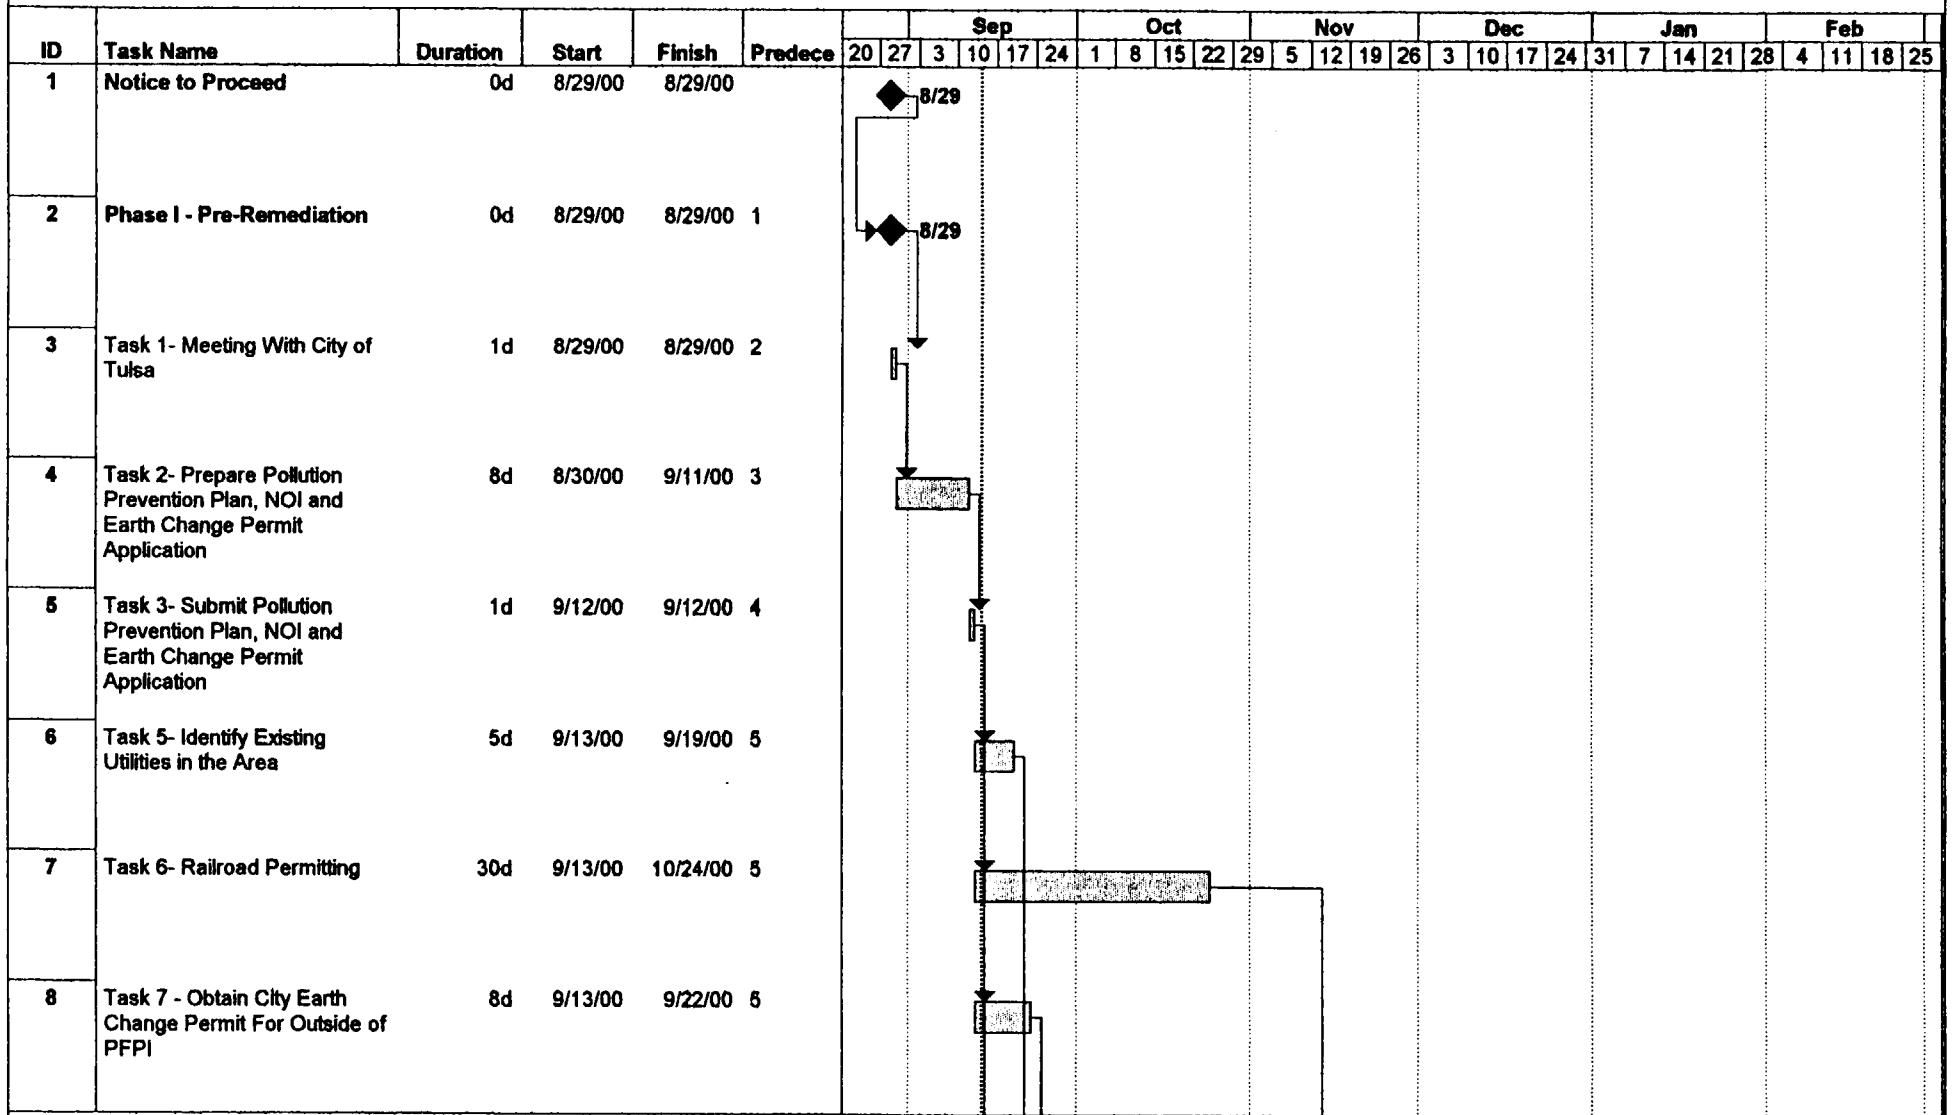 Sep Oct Nov Dec Jan Feb
ID Task Name Duration Start Finish Predece 20 27 3 10 17 24 1 8 15 22 29 5 12 19 26 3 10 17 24 31 7 14 21 28 4 11 18 25
1 Notice to Proceed 0d 8/29/00 8/29/00
8/29
2 Phase I - Pre-Remediation 0d 8/29/00 8/29/00 1
8/29
3 Task 1- Meeting With City of 1d 8/29/00 8/29/00 2
Tulsa
4 Task 2- Prepare Pollution 8d 8/30/00 9/11/00 3
Prevention Plan, NOI and
Earth Change Permit
Application
5 Task 3- Submit Pollution 1d 9/12/00 9/12/00 4
Prevention Plan, NOI and
Earth Change Permit
Application
6 Task 5- Identify Existing 5d 9/13/00 9/19/00 5
Utilities in the Area
7 Task 6- Railroad Permitting 30d 9/13/00 10/24/00 5
8 Task 7 - Obtain City Earth 8d 9/13/00 9/22/00 5
Change Permit For Outside of
PFPI